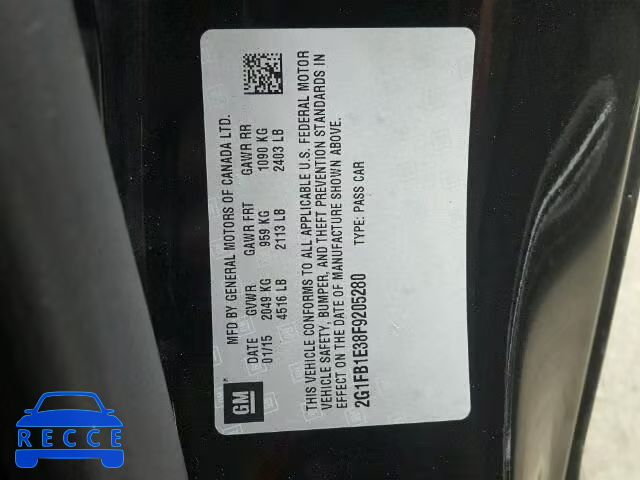 MFD BY GENERAL MOTORS OF CANADA LTD.
DATE GVWR GAWR FRT GAWR RR
01/15 2049 KG 959 KG 1090 KG
4516 LB 2113 LB 2403 LB
GM
THIS VEHICLE CONFORMS TO ALL APPLICABLE U.S. FEDERAL MOTOR
VEHICLE SAFETY, BUMPER, AND THEFT PREVENTION STANDARDS IN
EFFECT ON THE DATE OF MANUFACTURE SHOWN ABOVE.
2G1FB1E38F9205280 TYPE: PASS CAR
RECCE